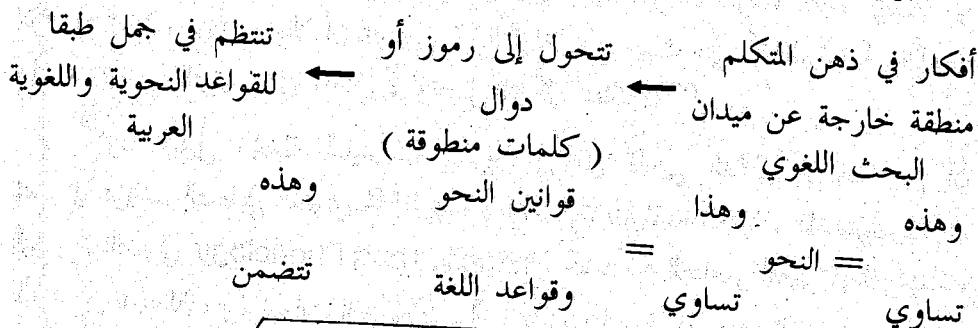 أفكار في ذهن المتكلم ← تتحول إلى رموز أو ← تنتظم في جمل طبقا
منطقة خارجة عن ميدان دوال للقواعد النحوية واللغوية
البحث اللغوي ( كلمات منطوقة ) العربية
وهذه وهذا قوانين النحو وهذه
= النحو =
تساوي تساوي وقواعد اللغة تتضمن